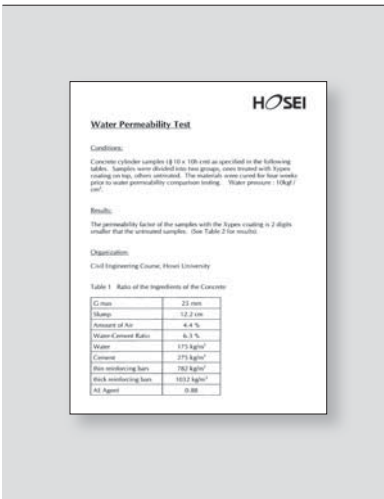 HOSEI
Water Permeability Test
Conditions:
Concrete cylinder samples (ϕ 10 x 10h cm) as specified in the following
tables. Samples were divided into two groups, ones treated with Xypex
coating on top, others untreated. The materials were cured for four weeks
prior to water permeability comparison testing. Water pressure : 10kgf /
cm².
Results:
The permeability factor of the samples with the Xypex coating is 2 digits
smaller that the untreated samples. (See Table 2 for results)
Organization:
Civil Engineering Course, Hosei University
Table 1 Ratio of the Ingredients of the Concrete
G max 25 mm
Slump 12.2 cm
Amount of Air 4.4 %
Water-Cement Ratio 6.3 %
Water 175 kg/m³
Cement 275 kg/m³
thin reinforcing bars 782 kg/m³
thick reinforcing bars 1032 kg/m³
AE Agent 0.88